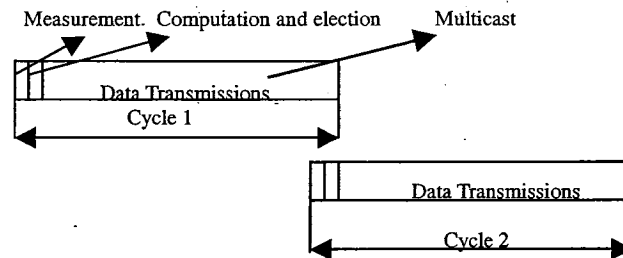 Measurement. Computation and election Multicast
Data Transmissions
Cycle 1
Data Transmissions
Cycle 2